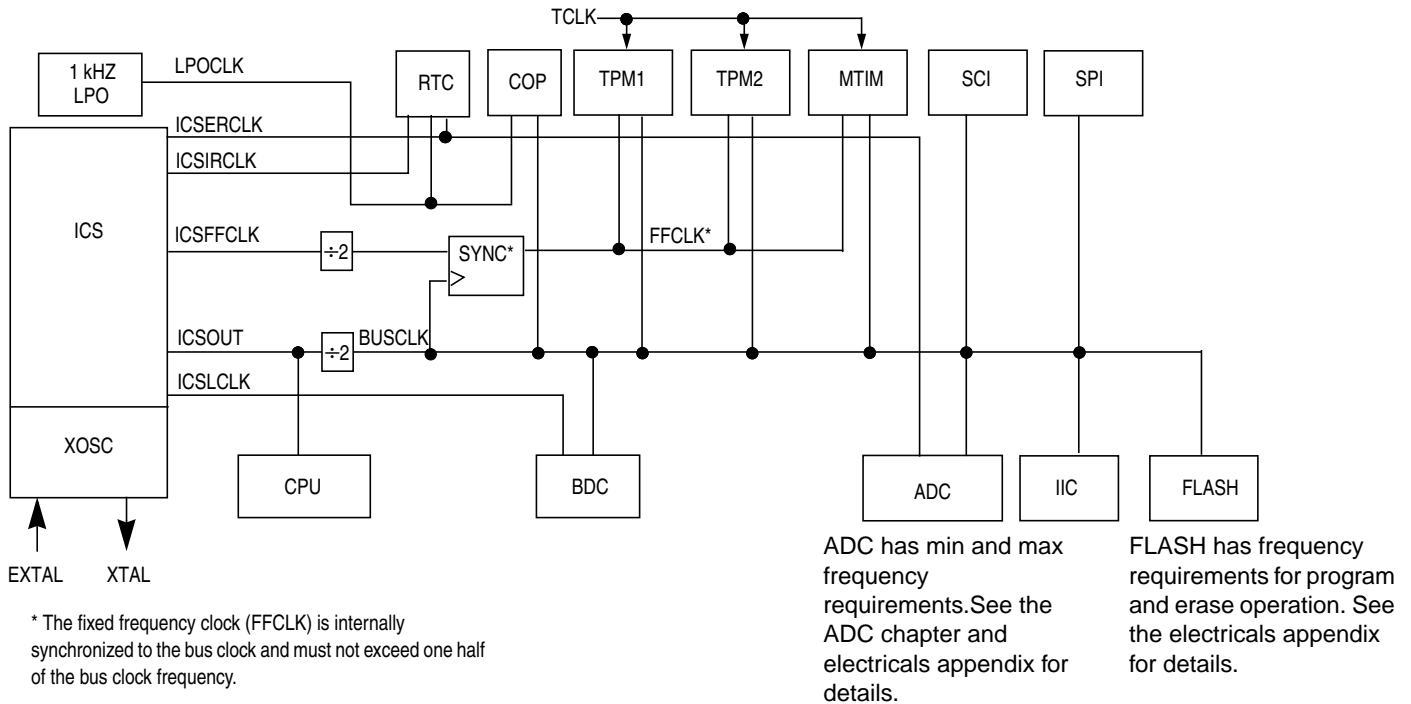 TCLK
1 kHZ
LPO
LPOCLK
RTC
COP
TPM1
TPM2
MTIM
SCI
SPI
ICSERCLK
ICSIRCLK
ICS
ICSFFCLK
÷2
SYNC*
FFCLK*
ICSOUT
÷2
BUSCLK
ICSLCLK
XOSC
CPU
BDC
ADC
IIC
FLASH
EXTAL
XTAL
ADC has min and max
frequency
requirements.See the
ADC chapter and
electricals appendix for
details.
FLASH has frequency
requirements for program
and erase operation. See
the electricals appendix
for details.
* The fixed frequency clock (FFCLK) is internally
synchronized to the bus clock and must not exceed one half
of the bus clock frequency.